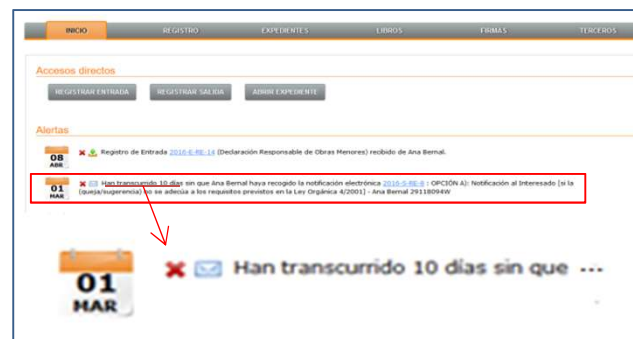 INICIO REGISTRO EXPEDIENTES LIBROS FIRMAS TERCEROS
Accesos directos
REGISTRAR ENTRADA REGISTRAR SALIDA ABRIR EXPEDIENTE
Alertas
08 ABR Registro de Entrada 2016-E-RE-14 (Declaración Responsable de Obras Menores) recibido de Ana Bernal.
01 MAR Han transcurrido 10 días sin que Ana Bernal haya recogido la notificación electrónica 2016-S-RE-8 : OPCIÓN A): Notificación al Interesado [si la
(queja/sugerencia) no se adecúa a los requisitos previstos en la Ley Orgánica 4/2001] - Ana Bernal 29118094W
01 MAR Han transcurrido 10 días sin que ...